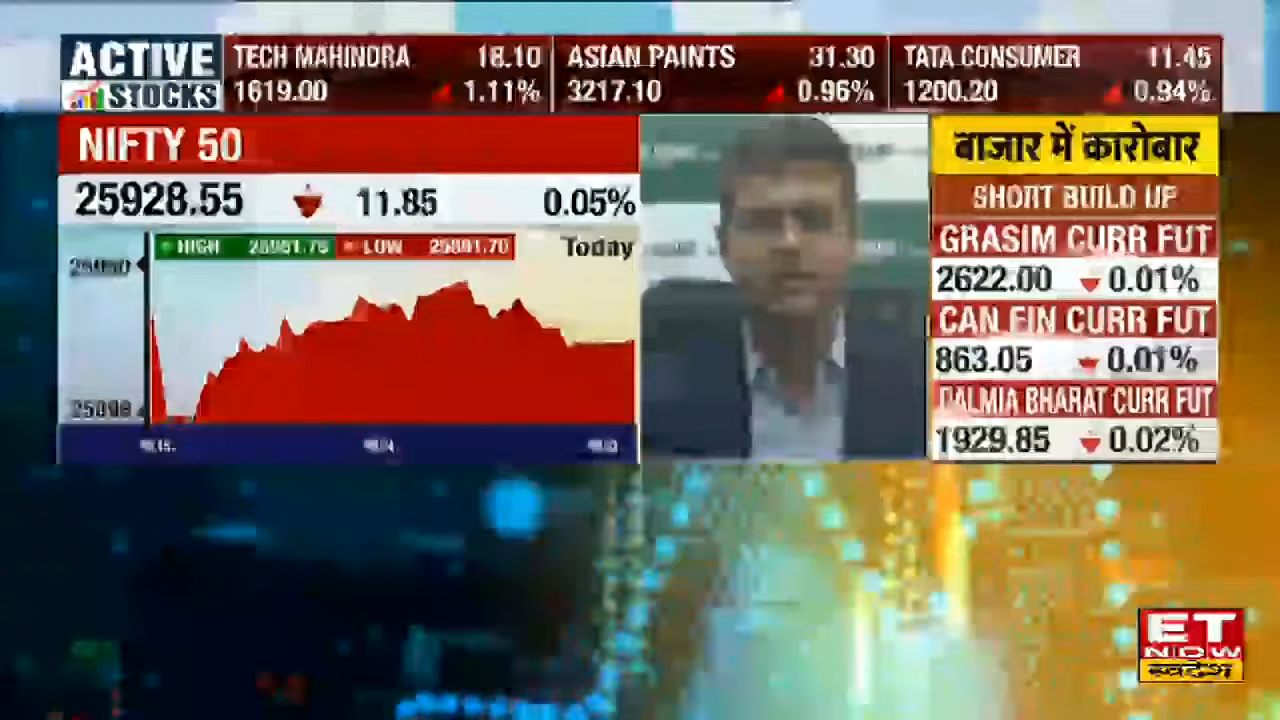 ACTIVE
STOCKS
TECH MAHINDRA 18.10
1619.00 1.11%
ASIAN PAINTS 31.30
3217.10 0.96%
TATA CONSUMER 11.45
1200.20 0.94%
NIFTY 50
25928.55 11.85 0.05%
HIGH LOW Today
बाजार में कारोबार
SHORT BUILD UP
GRASIM CURR FUT
2622.00 0.01%
CAN FIN CURR FUT
863.05 0.01%
DALMIA BHARAT CURR FUT
1929.85 0.02%
ET
NOW
स्वदेश